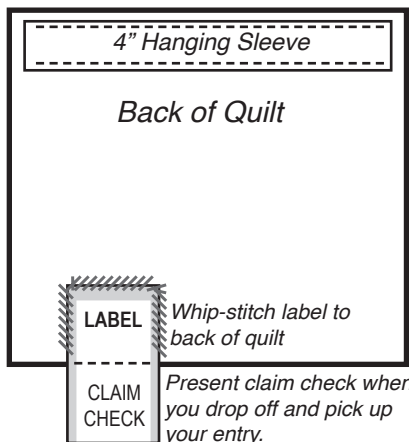 4” Hanging Sleeve
Back of Quilt
LABEL
Whip-stitch label to
back of quilt
CLAIM
CHECK
Present claim check when
you drop off and pick up
your entry.